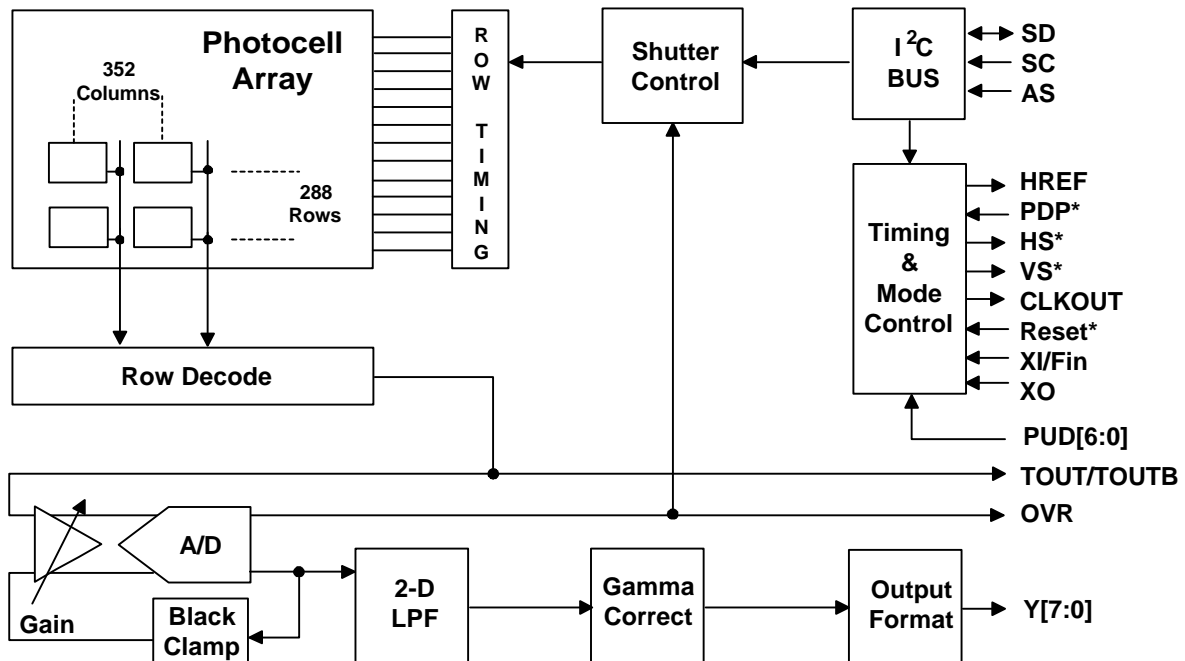 Photocell
Array
352
Columns
288
Rows
R
O
W
T
I
M
I
N
G
Shutter
Control
I²C
BUS
SD
SC
AS
Timing
&
Mode
Control
HREF
PDP*
HS*
VS*
CLKOUT
Reset*
XI/Fin
XO
PUD[6:0]
Row Decode
TOUT/TOUTB
OVR
A/D
Gain
Black
Clamp
2-D
LPF
Gamma
Correct
Output
Format
Y[7:0]